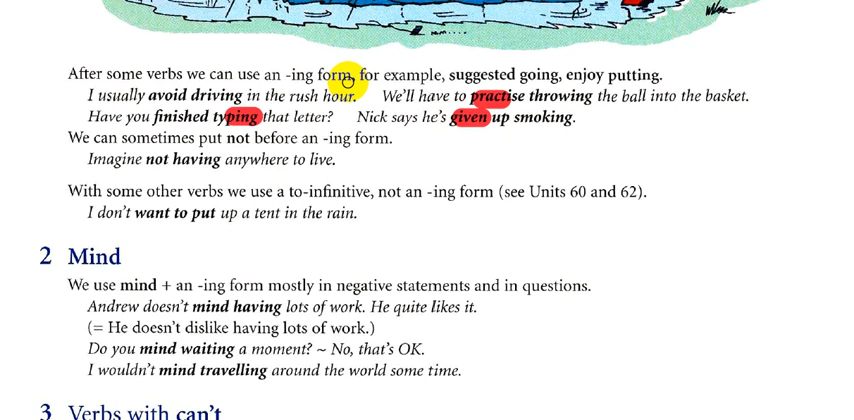 After some verbs we can use an -ing form, for example, suggested going, enjoy putting.
I usually avoid driving in the rush hour. We'll have to practise throwing the ball into the basket.
Have you finished typing that letter? Nick says he's given up smoking.
We can sometimes put not before an -ing form.
Imagine not having anywhere to live.
With some other verbs we use a to-infinitive, not an -ing form (see Units 60 and 62).
I don't want to put up a tent in the rain.
2 Mind
We use mind + an -ing form mostly in negative statements and in questions.
Andrew doesn't mind having lots of work. He quite likes it.
(= He doesn't dislike having lots of work.)
Do you mind waiting a moment? ~ No, that's OK.
I wouldn't mind travelling around the world some time.
3 Verbs with can't